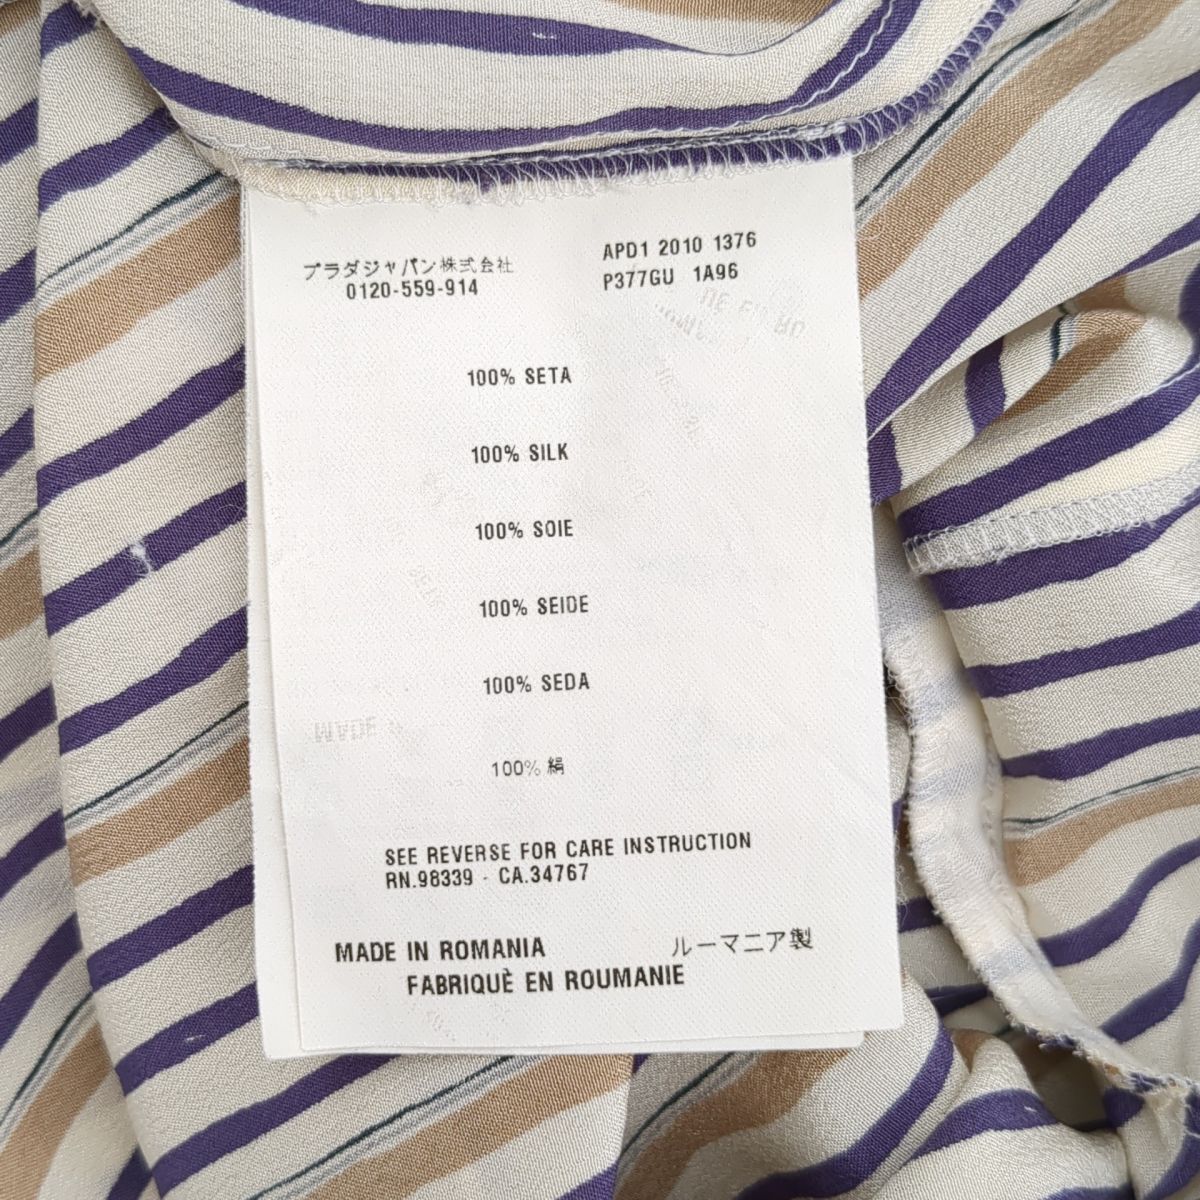 プラダジャパン株式会社
0120-559-914
APD1 2010 1376
P377GU 1A96
100% SETA
100% SILK
100% SOIE
100% SEIDE
100% SEDA
100% 絹
SEE REVERSE FOR CARE INSTRUCTION
RN.98339 - CA.34767
MADE IN ROMANIA
ルーマニア製
FABRIQUÈ EN ROUMANIE